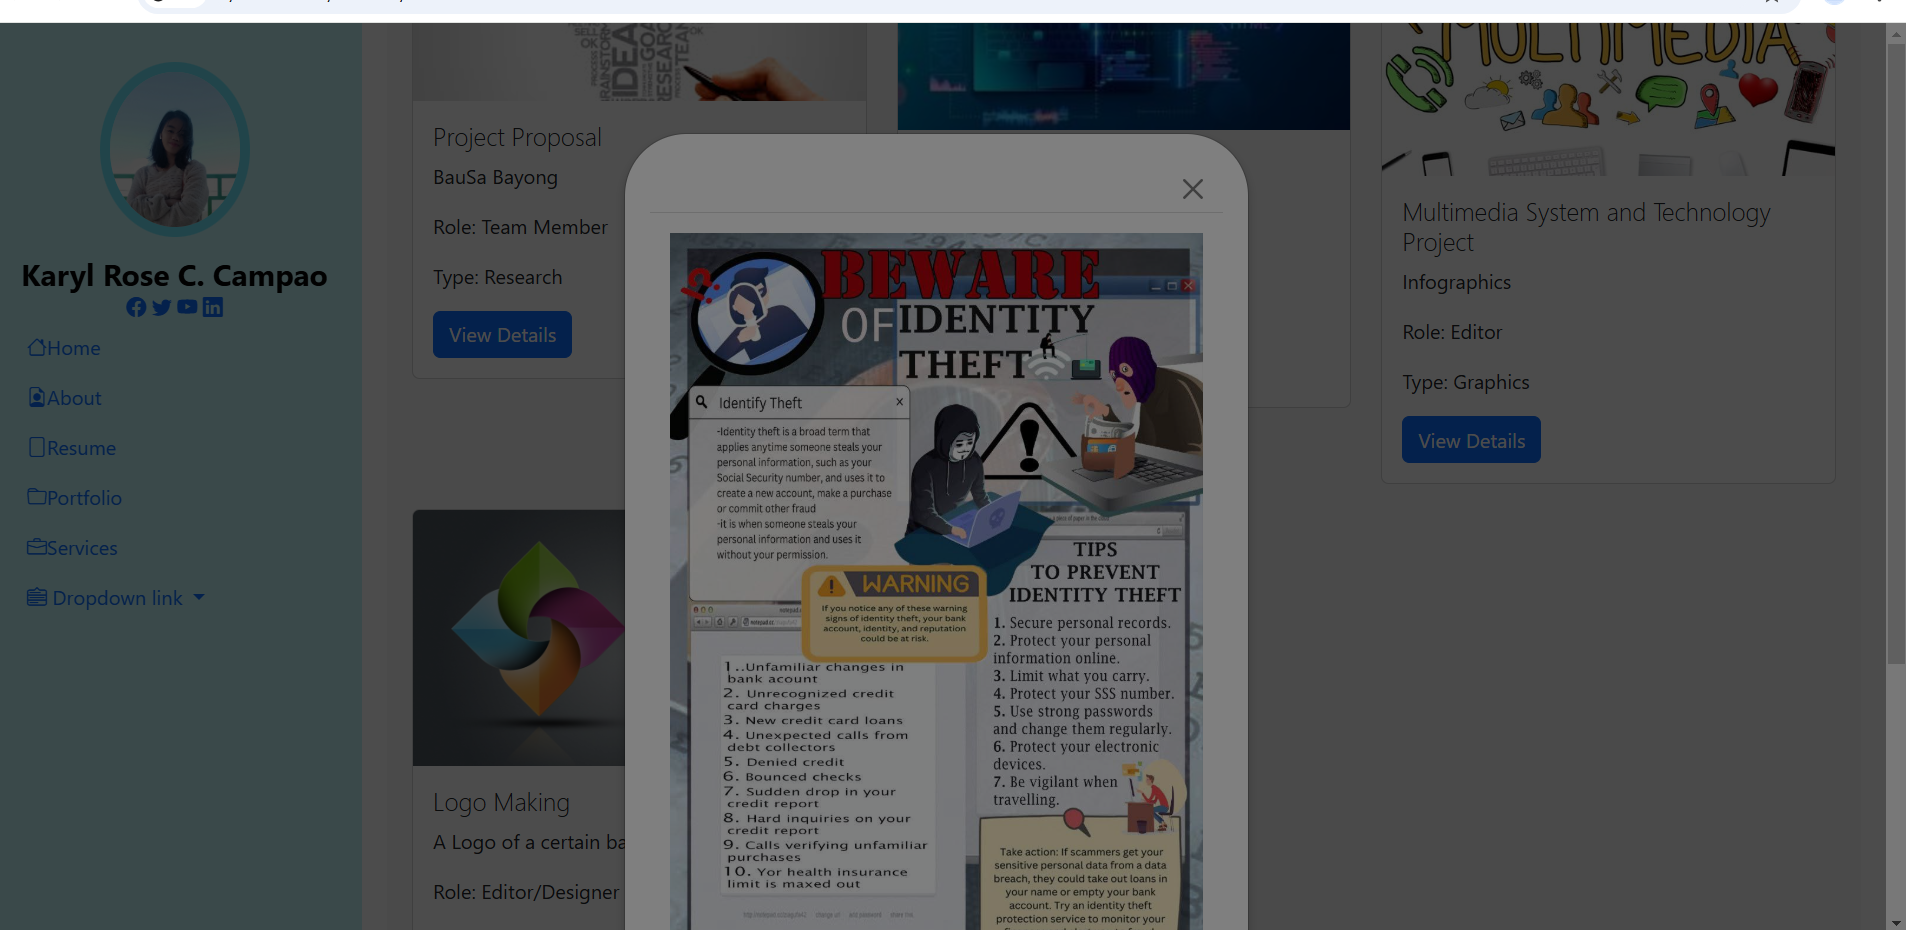 Karyl Rose C. Campao
Home
About
Resume
Portfolio
Services
Dropdown link
IDEA
Project Proposal
BauSa Bayong
Role: Team Member
Type: Research
View Details
MULTIMEDIA
Multimedia System and Technology
Project
Infographics
Role: Editor
Type: Graphics
View Details
Logo Making
A Logo of a certain ba
Role: Editor/Designer
BEWARE
OF IDENTITY
THEFT
Identify Theft
x
-Identity theft is a broad term that
applies anytime someone steals your
personal information, such as your
Social Security number, and uses it to
create a new account, make a purchase
or commit other fraud
-it is when someone steals your
personal information and uses it
without your permission.
WARNING
If you notice any of these warning
signs of identity theft, your bank
account, identity, and reputation
could be at risk.
1..Unfamiliar changes in
bank acount
2. Unrecognized credit
card charges
3. New credit card loans
4. Unexpected calls from
debt collectors
5. Denied credit
6. Bounced checks
7. Sudden drop in your
credit report
8. Hard inquiries on your
credit report
9. Calls verifying unfamiliar
purchases
10. Yor health insurance
limit is maxed out
TIPS
TO PREVENT
IDENTITY THEFT
1. Secure personal records.
2. Protect your personal
information online.
3. Limit what you carry.
4. Protect your SSS number.
5. Use strong passwords
and change them regularly.
6. Protect your electronic
devices.
7. Be vigilant when
travelling.
Take action: If scammers get your
sensitive personal data from a data
breach, they could take out loans in
your name or empty your bank
account. Try an identity theft
protection service to monitor your